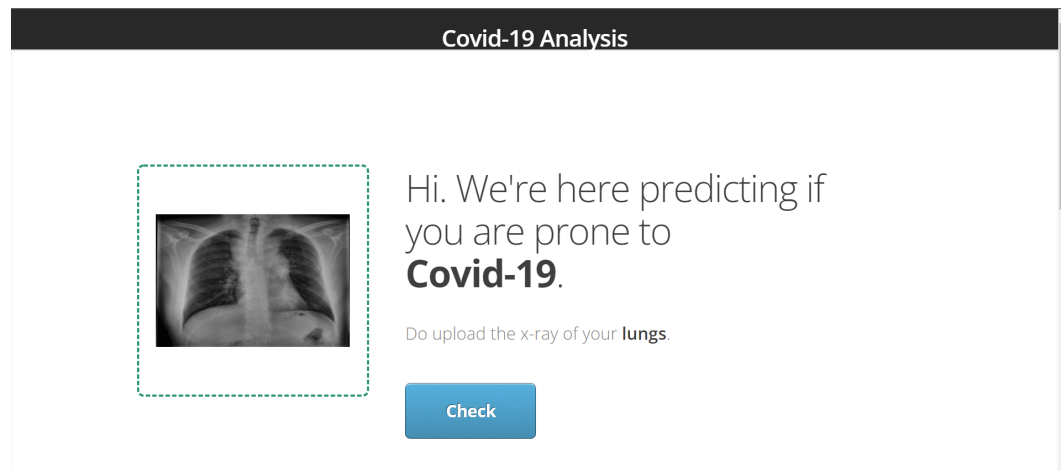 Covid-19 Analysis
Hi. We're here predicting if
you are prone to
Covid-19.
Do upload the x-ray of your lungs.
Check